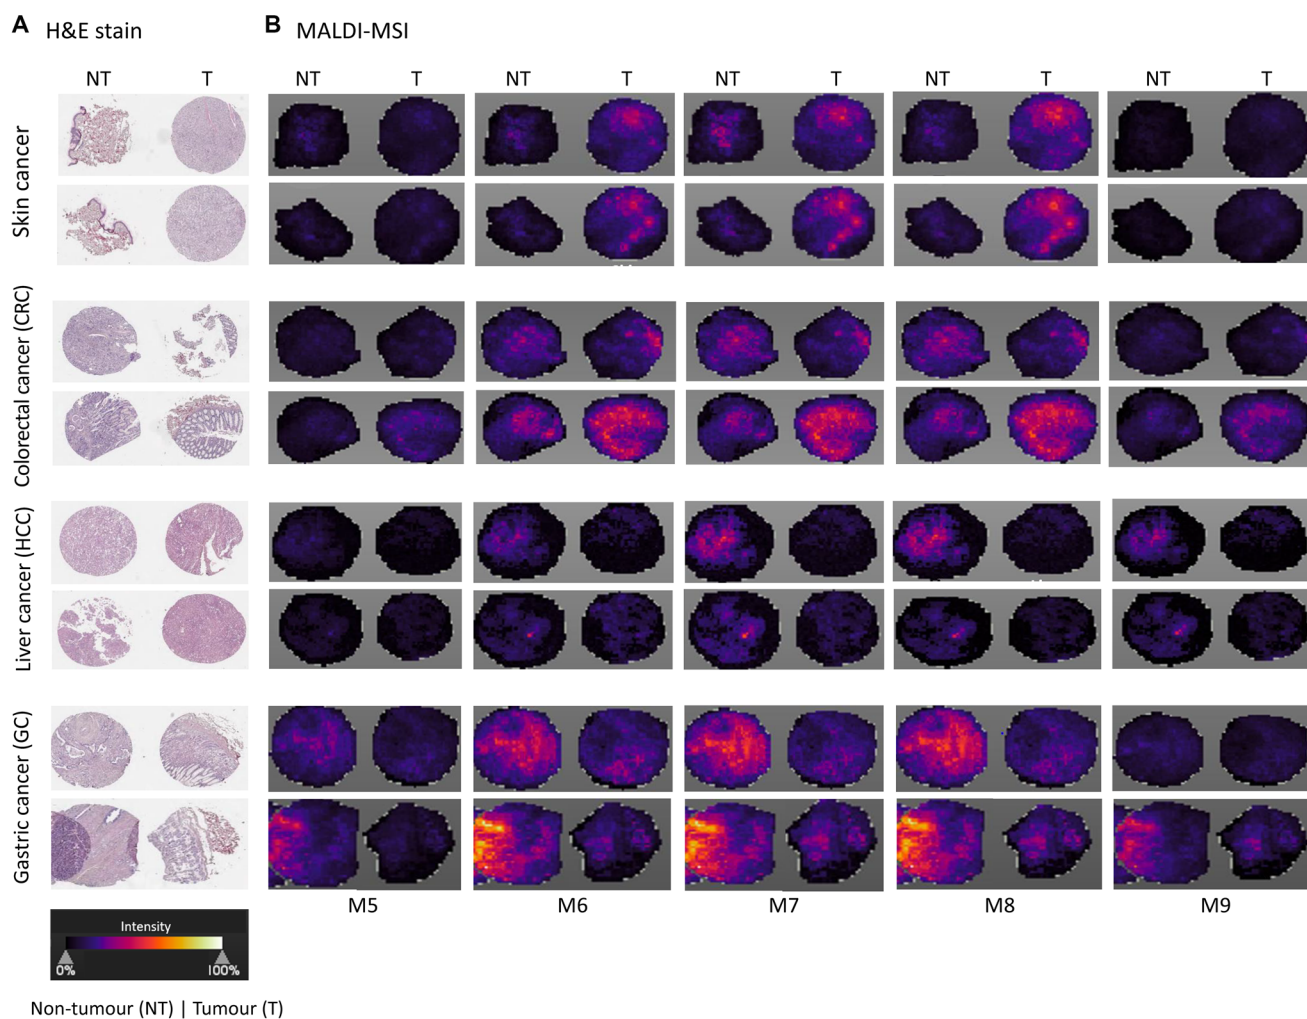 A H&E stain B MALDI-MSI
NT T NT T NT T NT T NT T NT T
Skin cancer
Colorectal cancer (CRC)
Liver cancer (HCC)
Gastric cancer (GC)
M5 M6 M7 M8 M9
Intensity
0% 100%
Non-tumour (NT) | Tumour (T)